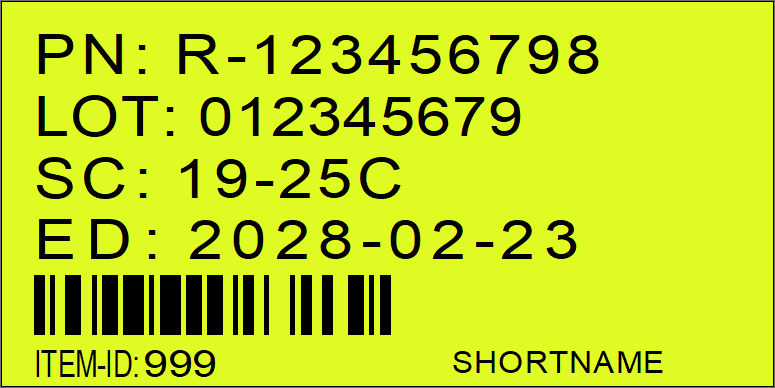 PN: R-123456798
LOT: 012345679
SC: 19-25C
ED: 2028-02-23
ITEM-ID: 999
SHORTNAME